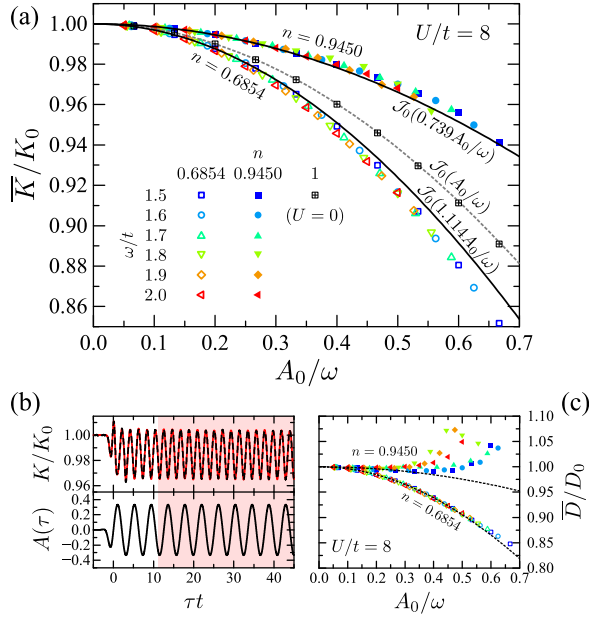 (a)
U/t = 8
n = 0.9450
n = 0.6854
𝒥₀(0.739A₀/ω)
𝒥₀(A₀/ω)
𝒥₀(1.114A₀/ω)
n
0.6854 0.9450 1
(U = 0)
ω/t
1.5
1.6
1.7
1.8
1.9
2.0
K̅/K₀
1.00
0.98
0.96
0.94
0.92
0.90
0.88
0.86
0.0 0.1 0.2 0.3 0.4 0.5 0.6 0.7
A₀/ω
(b)
K/K₀
1.00
0.98
0.96
A(τ)
0.4
0.2
0.0
−0.2
−0.4
0 10 20 30 40
τt
(c)
n = 0.9450
n = 0.6854
U/t = 8
1.10
1.05
1.00
0.95
0.90
0.85
0.80
D̅/D₀
0.0 0.1 0.2 0.3 0.4 0.5 0.6 0.7
A₀/ω